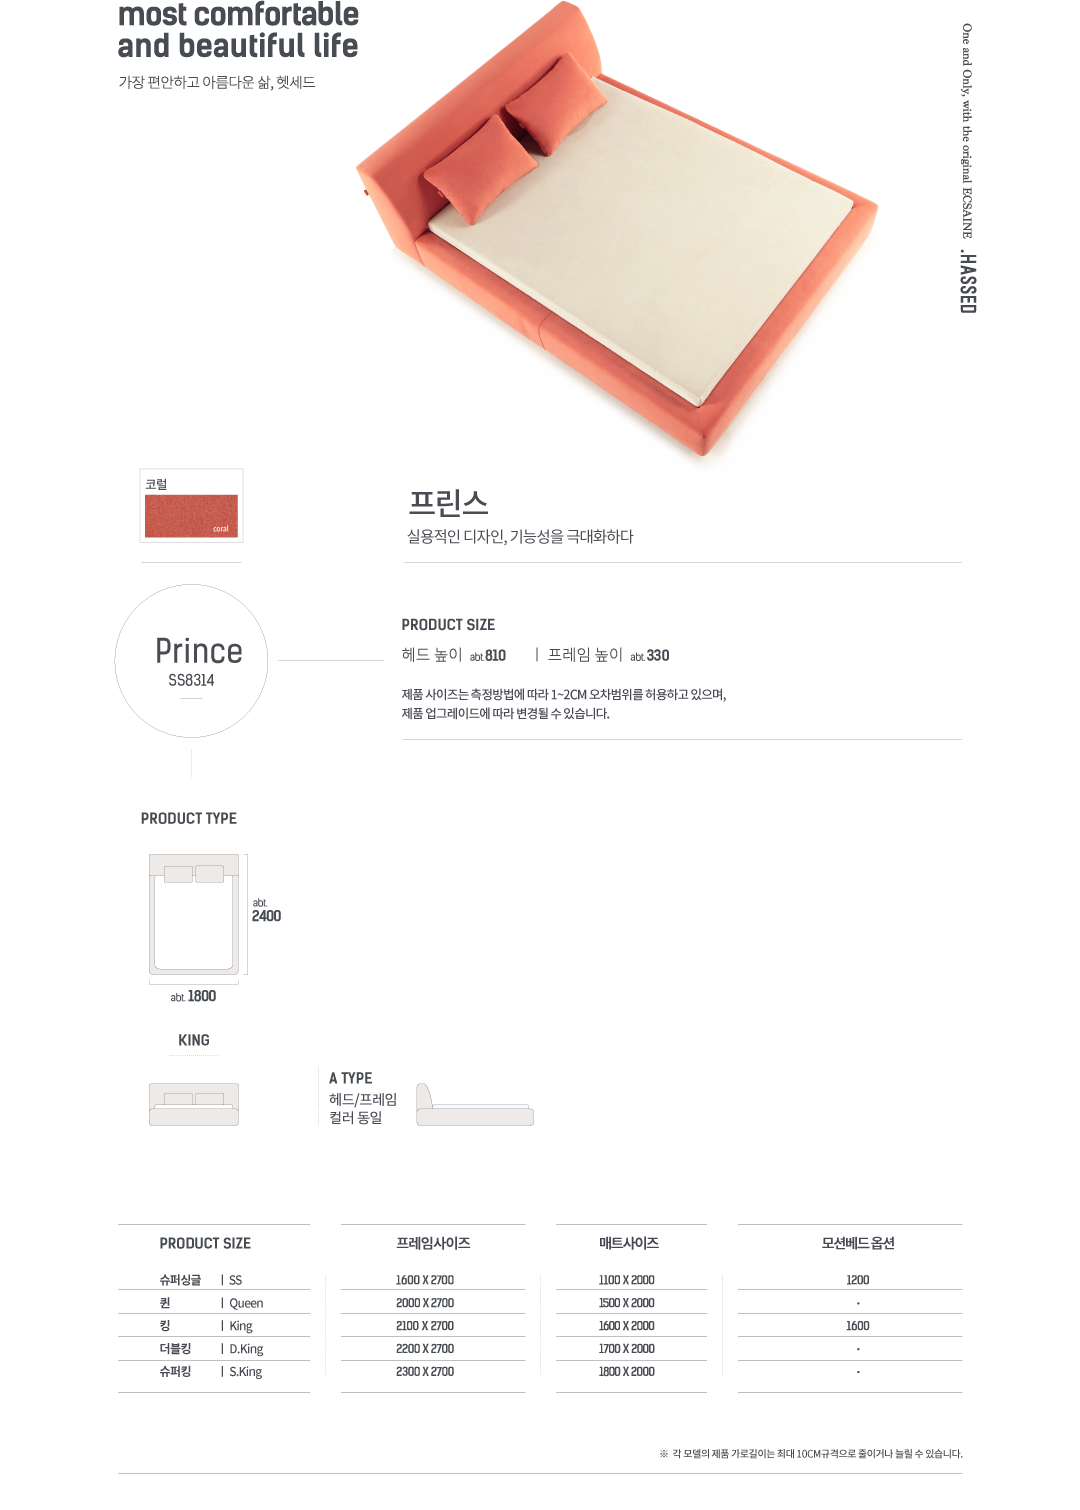 most comfortable
and beautiful life
가장 편안하고 아름다운 삶, 헷세드
One and Only, with the original ECSAINE .HASSED
코럴
coral
프린스
실용적인 디자인, 기능성을 극대화하다
Prince
SS8314
PRODUCT SIZE
헤드 높이 abt.810 | 프레임 높이 abt.330
제품 사이즈는 측정방법에 따라 1~2CM 오차범위를 허용하고 있으며,
제품 업그레이드에 따라 변경될 수 있습니다.
PRODUCT TYPE
abt.
2400
abt. 1800
KING
A TYPE
헤드/프레임
컬러 동일
PRODUCT SIZE 프레임사이즈 매트사이즈 모션베드옵션
슈퍼싱글 | SS 1600 X 2700 1100 X 2000 1200
퀸 | Queen 2000 X 2700 1500 X 2000 •
킹 | King 2100 X 2700 1600 X 2000 1600
더블킹 | D.King 2200 X 2700 1700 X 2000 •
슈퍼킹 | S.King 2300 X 2700 1800 X 2000 •
※ 각 모델의 제품 가로길이는 최대 10CM규격으로 줄이거나 늘릴 수 있습니다.